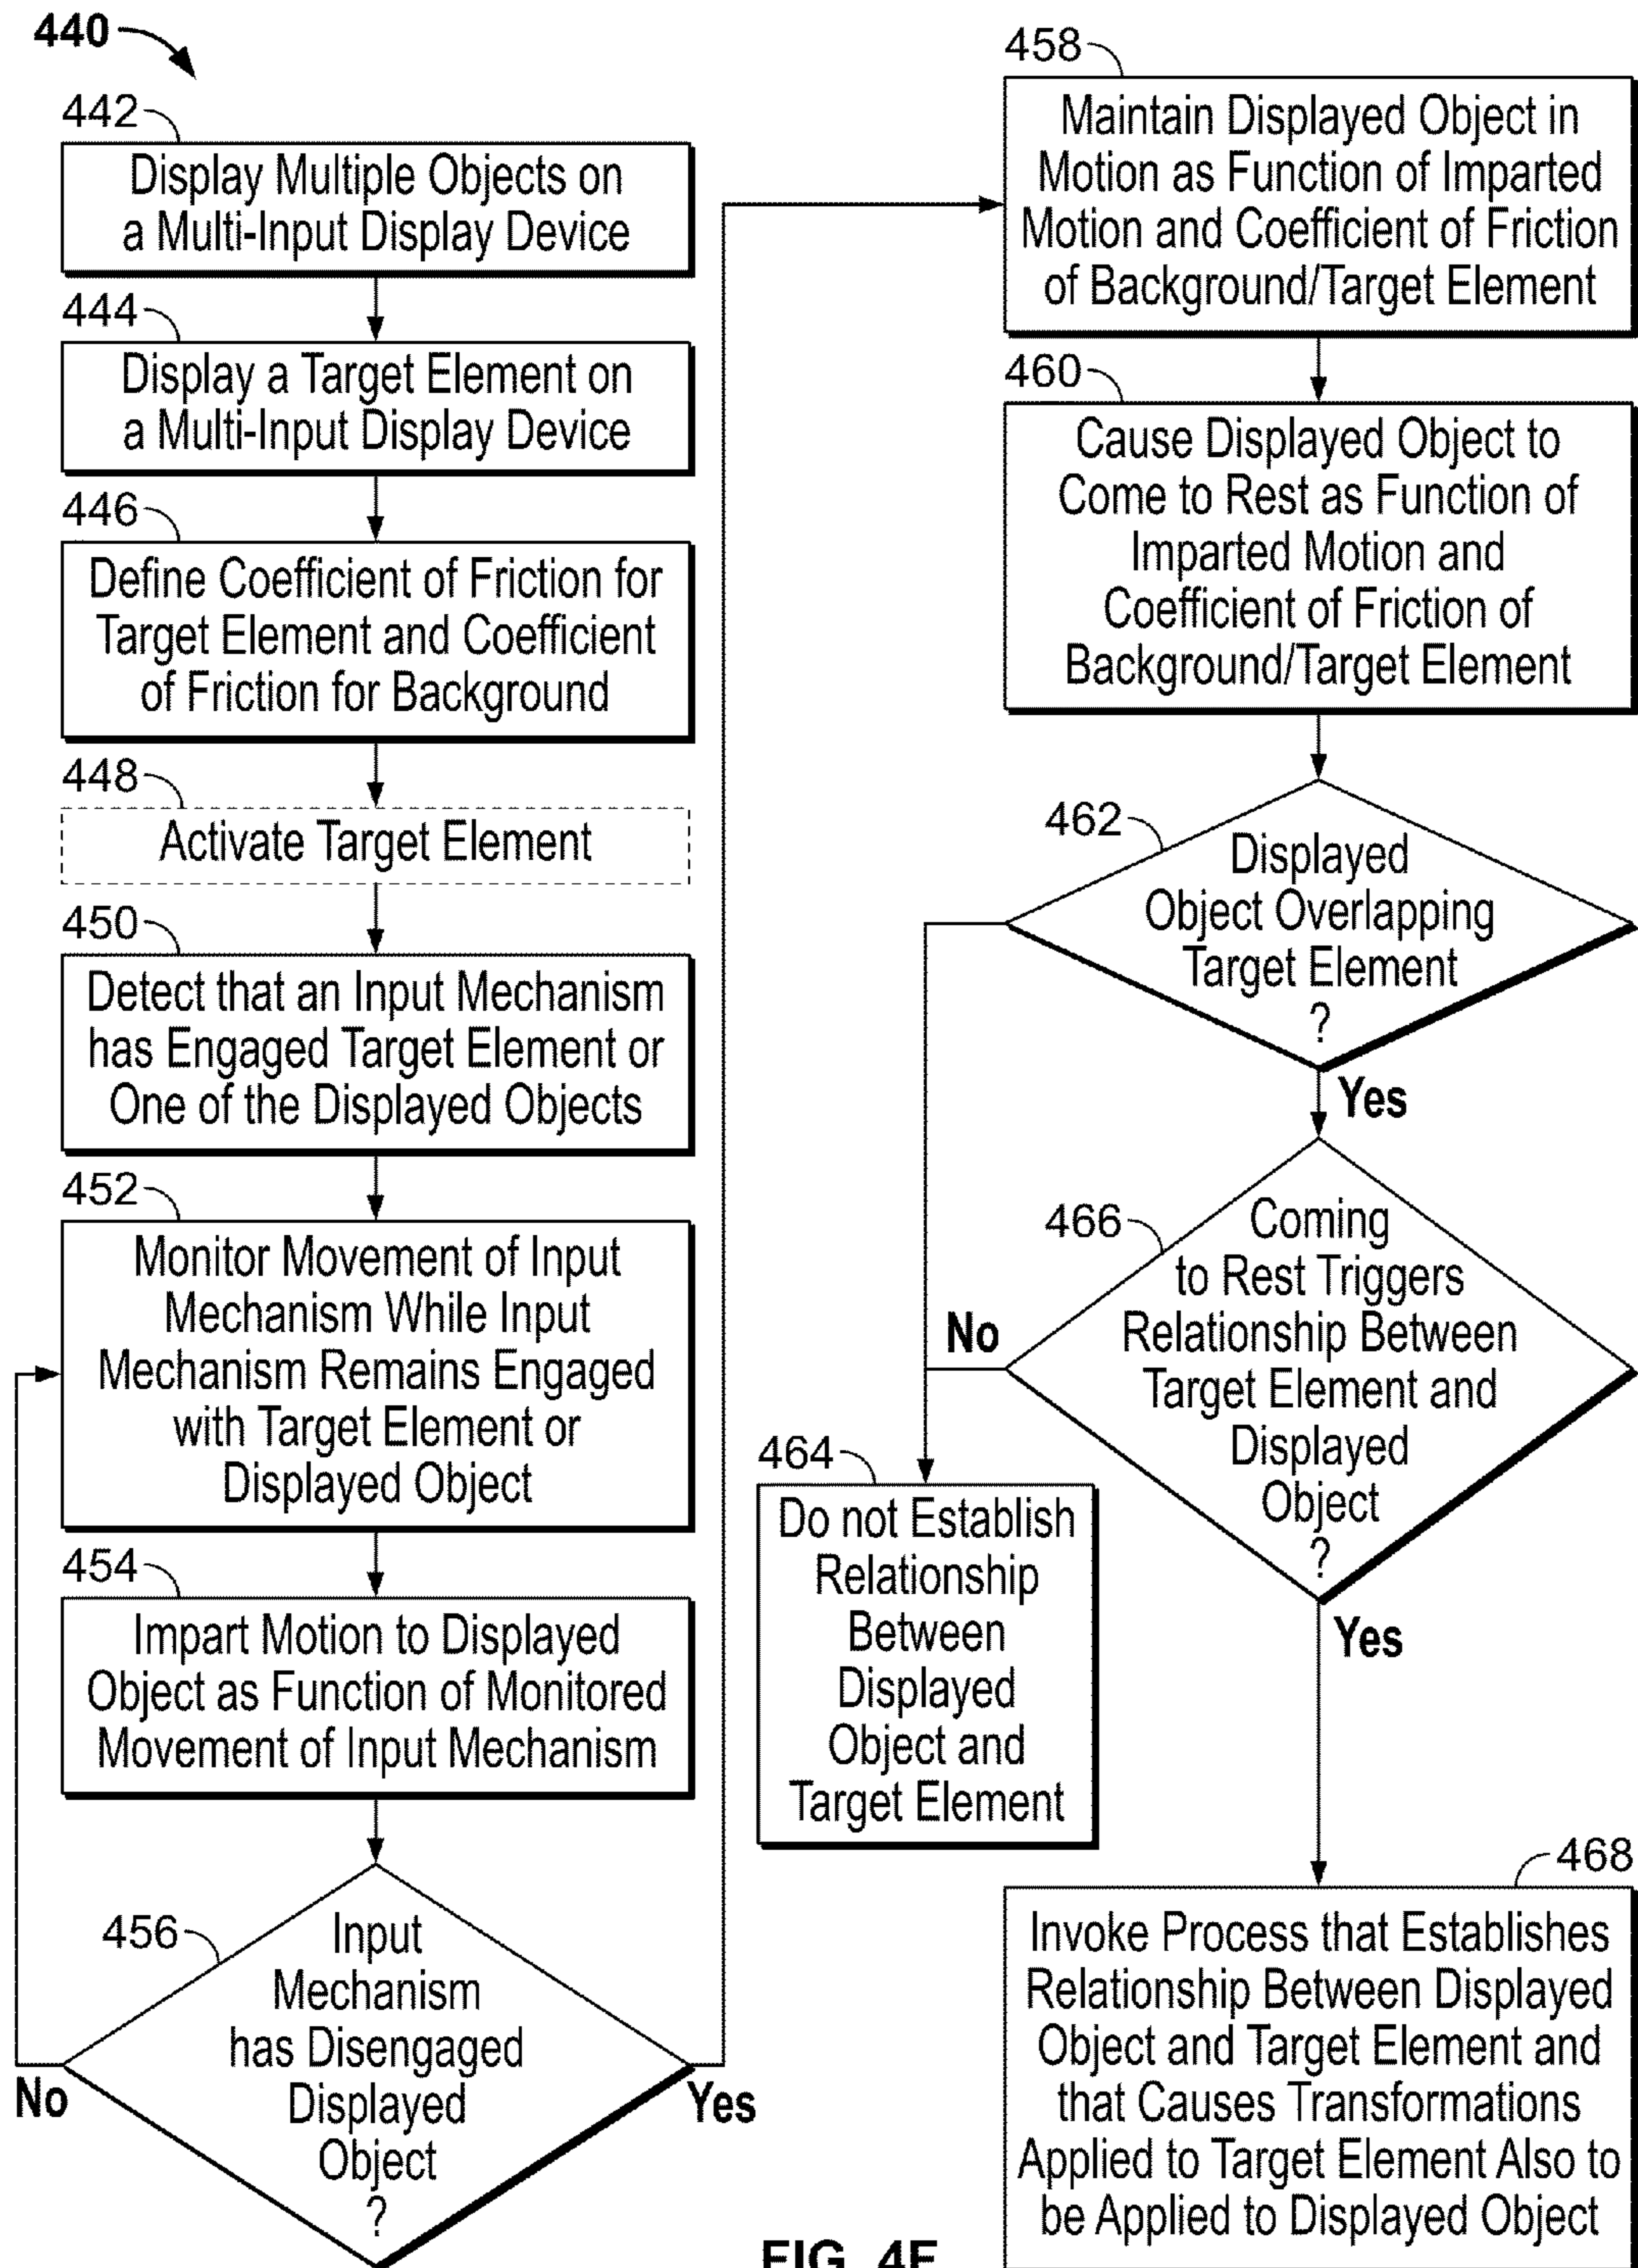 440
442
Display Multiple Objects on
a Multi-Input Display Device
444
Display a Target Element on
a Multi-Input Display Device
446
Define Coefficient of Friction for
Target Element and Coefficient
of Friction for Background
448
Activate Target Element
450
Detect that an Input Mechanism
has Engaged Target Element or
One of the Displayed Objects
452
Monitor Movement of Input
Mechanism While Input
Mechanism Remains Engaged
with Target Element or
Displayed Object
454
Impart Motion to Displayed
Object as Function of Monitored
Movement of Input Mechanism
456
Input
Mechanism
has Disengaged
Displayed
Object
?
No
Yes
458
Maintain Displayed Object in
Motion as Function of Imparted
Motion and Coefficient of Friction
of Background/Target Element
460
Cause Displayed Object to
Come to Rest as Function of
Imparted Motion and
Coefficient of Friction of
Background/Target Element
462
Displayed
Object Overlapping
Target Element
?
Yes
466
Coming
to Rest Triggers
Relationship Between
Target Element and
Displayed
Object
?
No
Yes
464
Do not Establish
Relationship
Between
Displayed
Object and
Target Element
468
Invoke Process that Establishes
Relationship Between Displayed
Object and Target Element and
that Causes Transformations
Applied to Target Element Also to
be Applied to Displayed Object
FIG. 4E